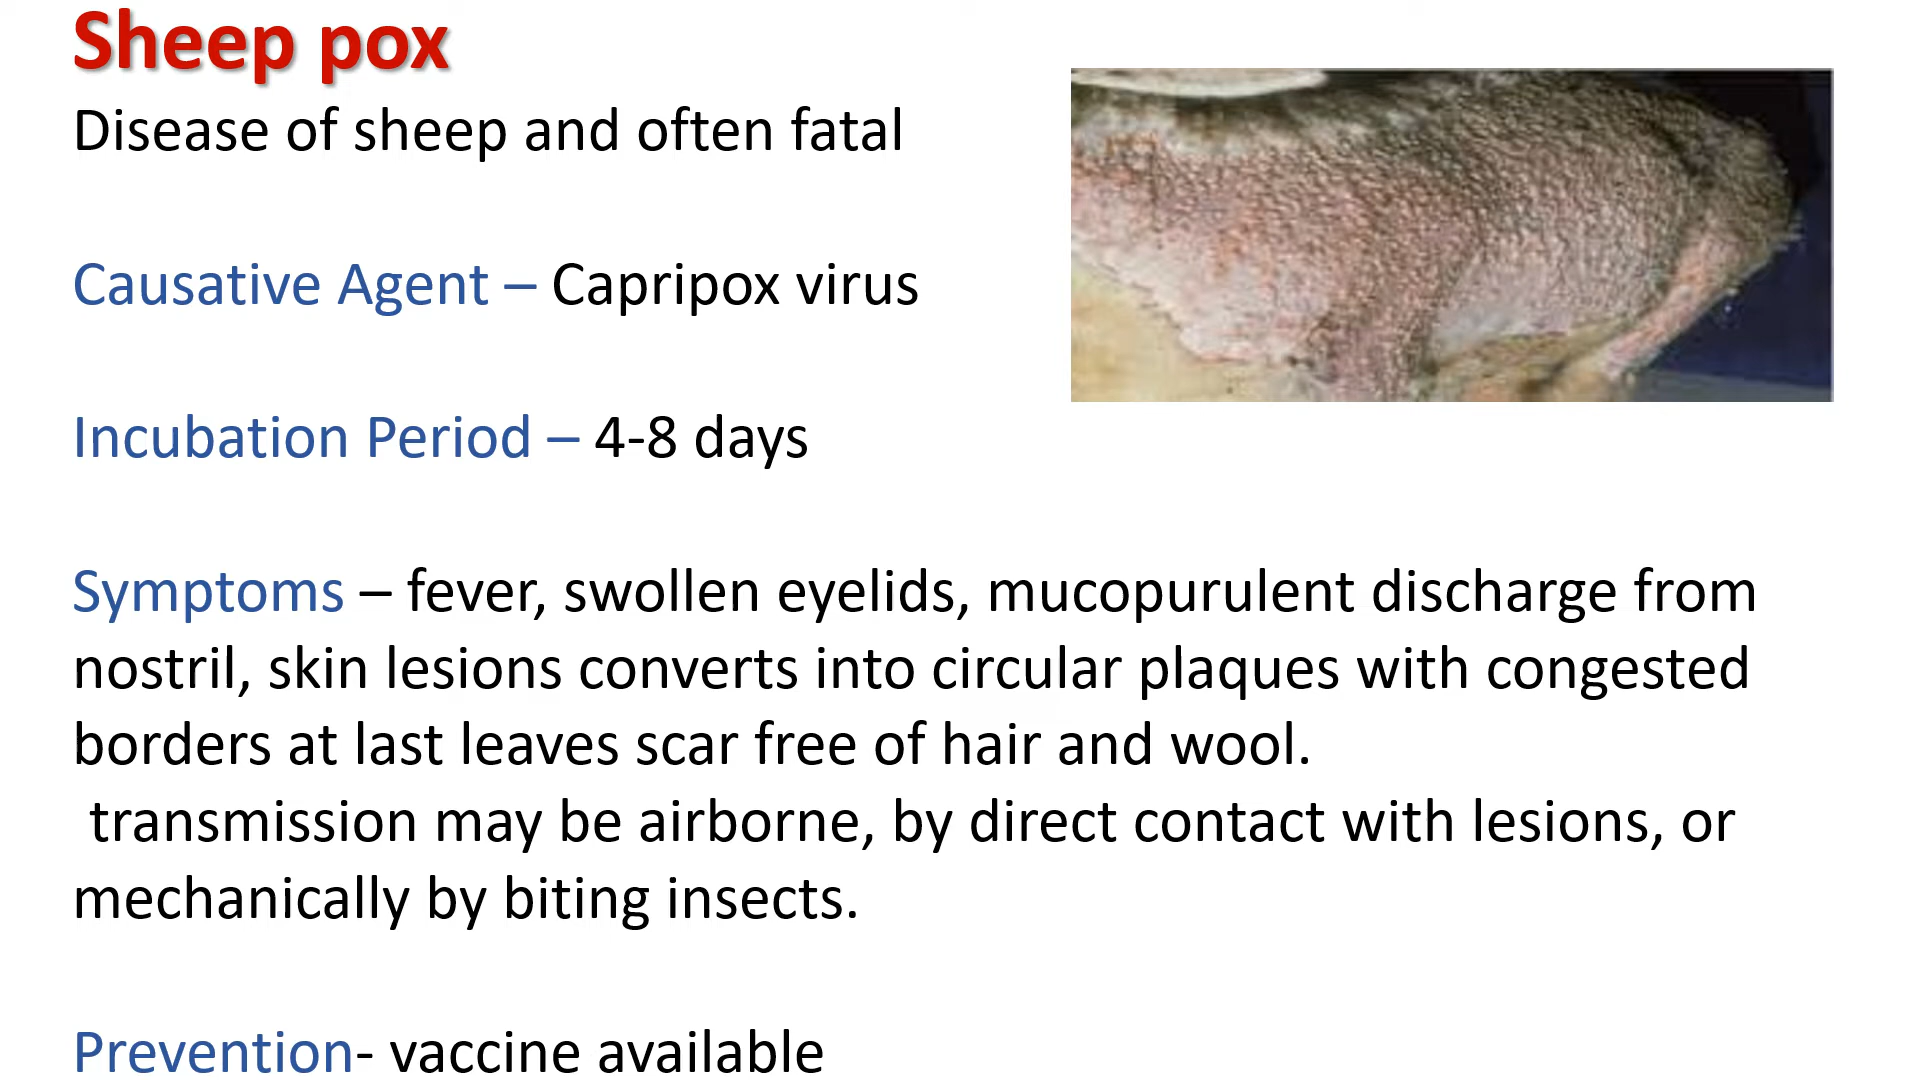 Sheep pox
Disease of sheep and often fatal
Causative Agent – Capripox virus
Incubation Period – 4-8 days
Symptoms – fever, swollen eyelids, mucopurulent discharge from
nostril, skin lesions converts into circular plaques with congested
borders at last leaves scar free of hair and wool.
transmission may be airborne, by direct contact with lesions, or
mechanically by biting insects.
Prevention- vaccine available